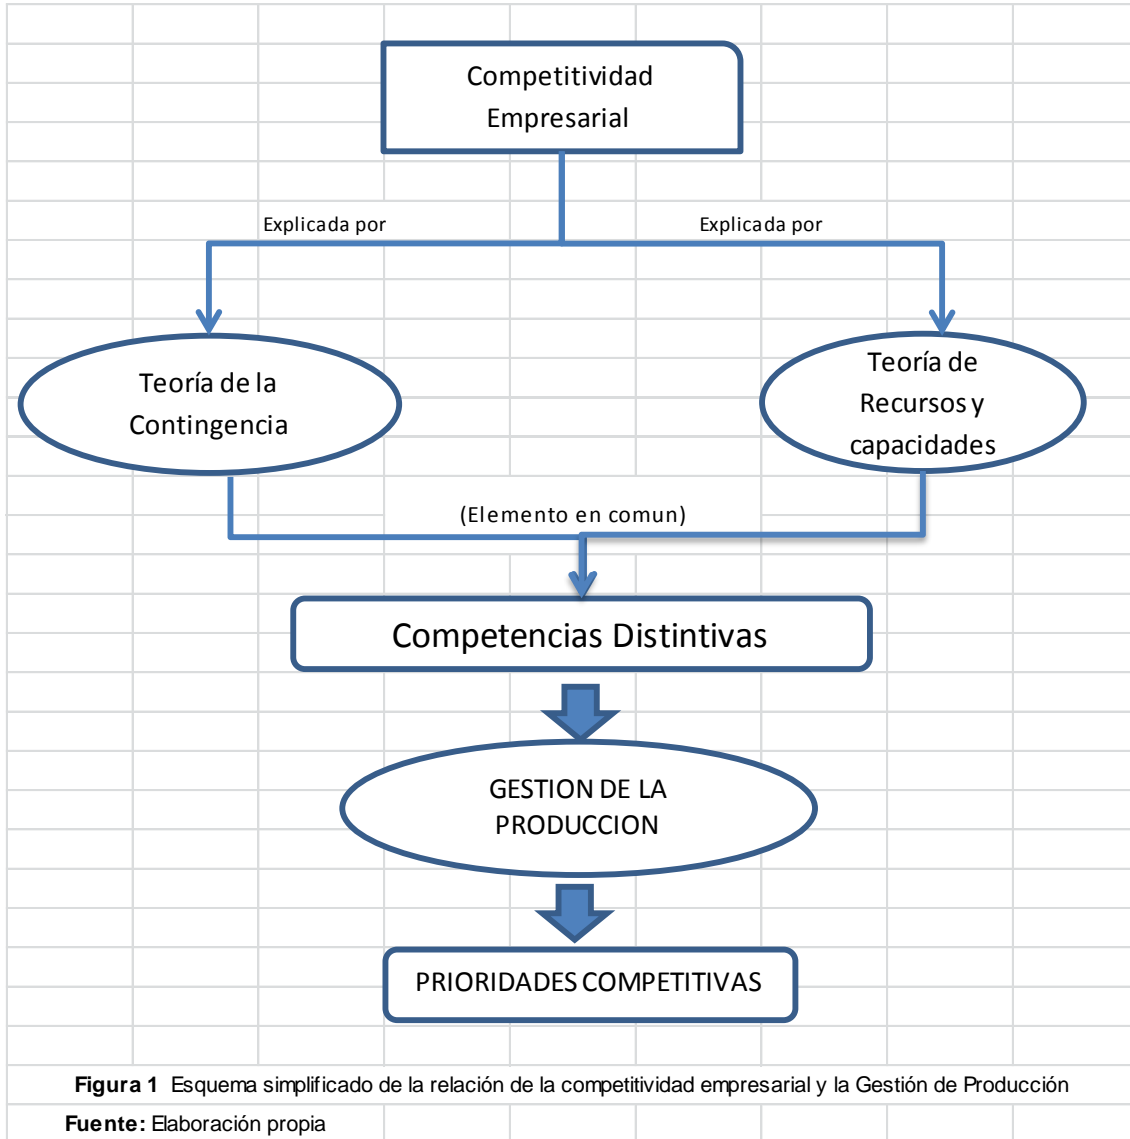 Competitividad
Empresarial
Explicada por
Explicada por
Teoría de la
Contingencia
Teoría de
Recursos y
capacidades
(Elemento en comun)
Competencias Distintivas
GESTION DE LA
PRODUCCION
PRIORIDADES COMPETITIVAS
Figura 1 Esquema simplificado de la relación de la competitividad empresarial y la Gestión de Producción
Fuente: Elaboración propia